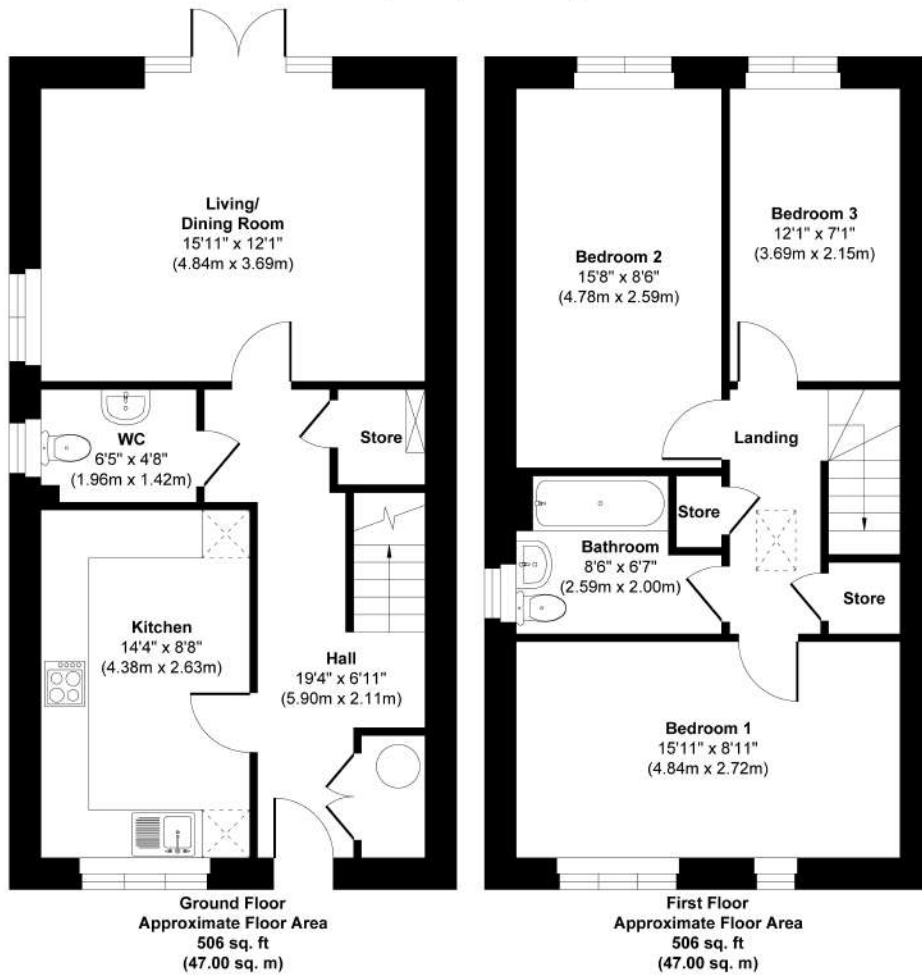 Living/
Dining Room
15'11" x 12'1"
(4.84m x 3.69m)
WC
6'5" x 4'8"
(1.96m x 1.42m)
Store
Kitchen
14'4" x 8'8"
(4.38m x 2.63m)
Hall
19'4" x 6'11"
(5.90m x 2.11m)
Ground Floor
Approximate Floor Area
506 sq. ft
(47.00 sq. m)
Bedroom 2
15'8" x 8'6"
(4.78m x 2.59m)
Bedroom 3
12'1" x 7'1"
(3.69m x 2.15m)
Landing
Store
Bathroom
8'6" x 6'7"
(2.59m x 2.00m)
Store
Bedroom 1
15'11" x 8'11"
(4.84m x 2.72m)
First Floor
Approximate Floor Area
506 sq. ft
(47.00 sq. m)